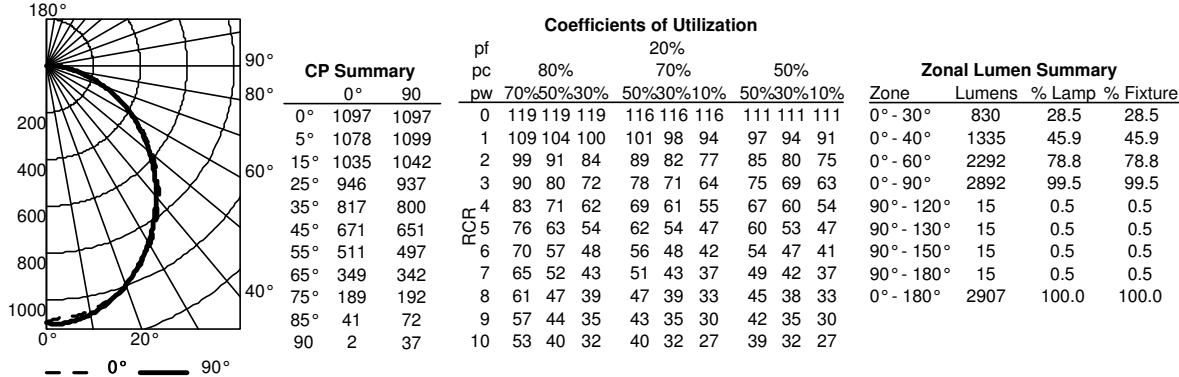 180°
90°
80°
60°
40°
20°
0°
200
400
600
800
1000
0° 90°
CP Summary
0° 90
0° 1097 1097
5° 1078 1099
15° 1035 1042
25° 946 937
35° 817 800
45° 671 651
55° 511 497
65° 349 342
75° 189 192
85° 41 72
90 2 37
Coefficients of Utilization
pf 20%
pc 80% 70% 50%
pw 70%50%30% 50%30%10% 50%30%10%
RCR
0 119 119 119 116 116 116 111 111 111
1 109 104 100 101 98 94 97 94 91
2 99 91 84 89 82 77 85 80 75
3 90 80 72 78 71 64 75 69 63
4 83 71 62 69 61 55 67 60 54
5 76 63 54 62 54 47 60 53 47
6 70 57 48 56 48 42 54 47 41
7 65 52 43 51 43 37 49 42 37
8 61 47 39 47 39 33 45 38 33
9 57 44 35 43 35 30 42 35 30
10 53 40 32 40 32 27 39 32 27
Zonal Lumen Summary
Zone Lumens % Lamp % Fixture
0° - 30° 830 28.5 28.5
0° - 40° 1335 45.9 45.9
0° - 60° 2292 78.8 78.8
0° - 90° 2892 99.5 99.5
90° - 120° 15 0.5 0.5
90° - 130° 15 0.5 0.5
90° - 150° 15 0.5 0.5
90° - 180° 15 0.5 0.5
0° - 180° 2907 100.0 100.0